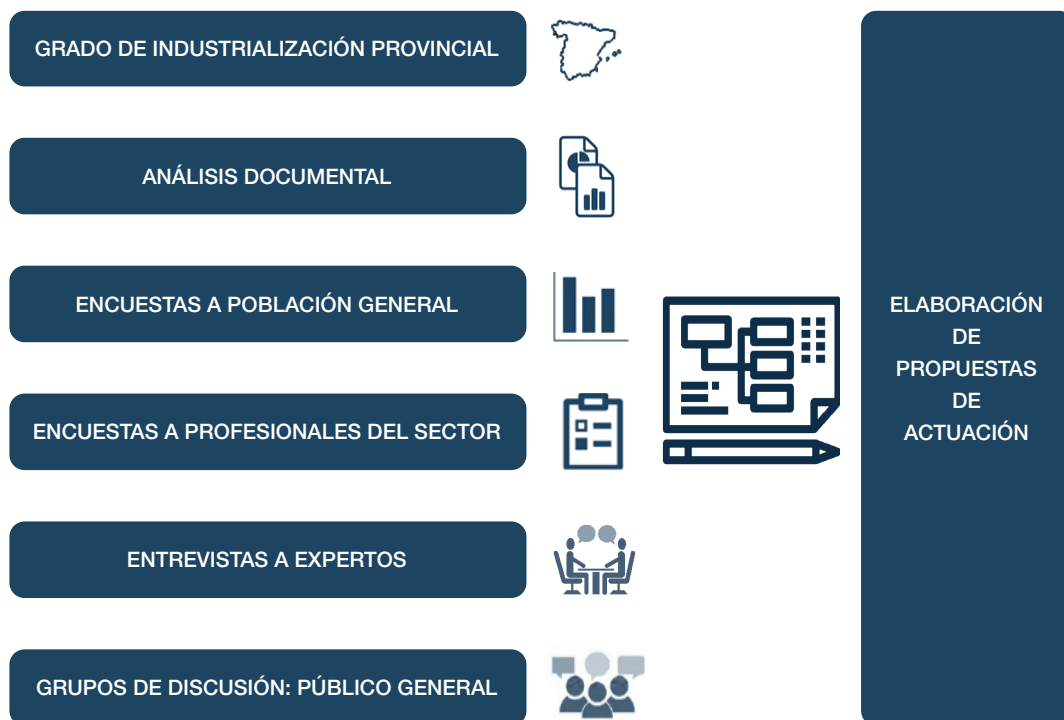 GRADO DE INDUSTRIALIZACIÓN PROVINCIAL
ANÁLISIS DOCUMENTAL
ENCUESTAS A POBLACIÓN GENERAL
ENCUESTAS A PROFESIONALES DEL SECTOR
ENTREVISTAS A EXPERTOS
GRUPOS DE DISCUSIÓN: PÚBLICO GENERAL
ELABORACIÓN
DE
PROPUESTAS
DE
ACTUACIÓN